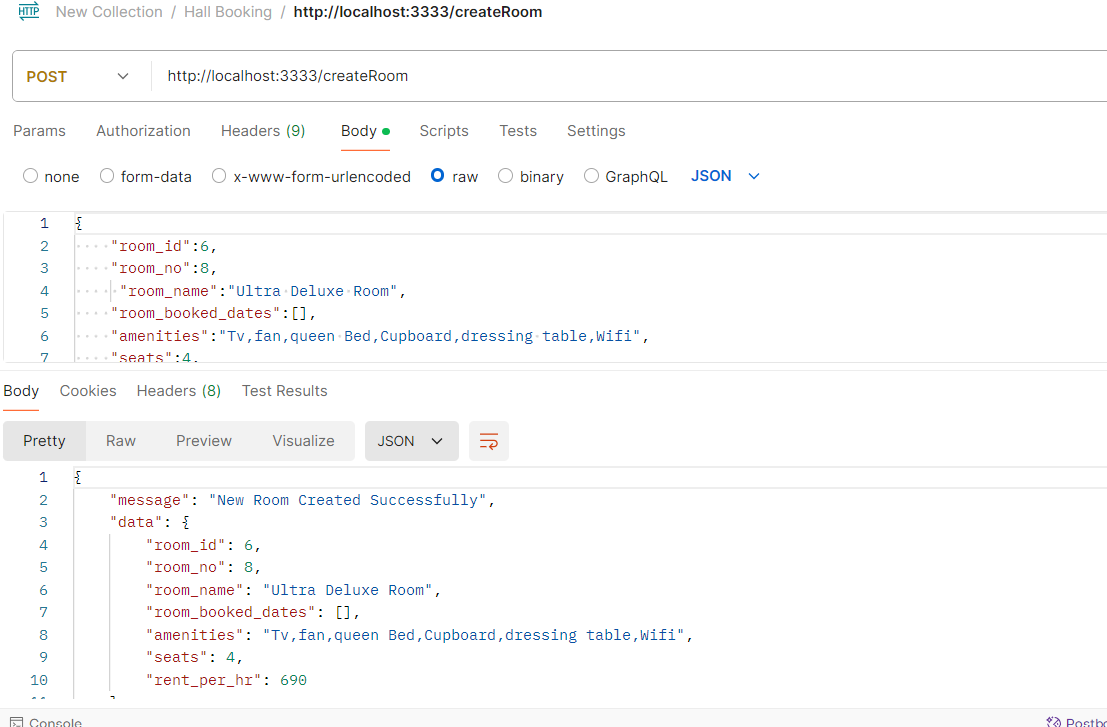 HTTP New Collection / Hall Booking / http://localhost:3333/createRoom
POST http://localhost:3333/createRoom
Params Authorization Headers (9) Body Scripts Tests Settings
none form-data x-www-form-urlencoded raw binary GraphQL JSON
1 {
2 "room_id":6,
3 "room_no":8,
4 "room_name":"Ultra Deluxe Room",
5 "room_booked_dates":[],
6 "amenities":"Tv,fan,queen Bed,Cupboard,dressing table,Wifi",
7 "seats":4,
Body Cookies Headers (8) Test Results
Pretty Raw Preview Visualize JSON
1 {
2 "message": "New Room Created Successfully",
3 "data": {
4 "room_id": 6,
5 "room_no": 8,
6 "room_name": "Ultra Deluxe Room",
7 "room_booked_dates": [],
8 "amenities": "Tv,fan,queen Bed,Cupboard,dressing table,Wifi",
9 "seats": 4,
10 "rent_per_hr": 690
Console